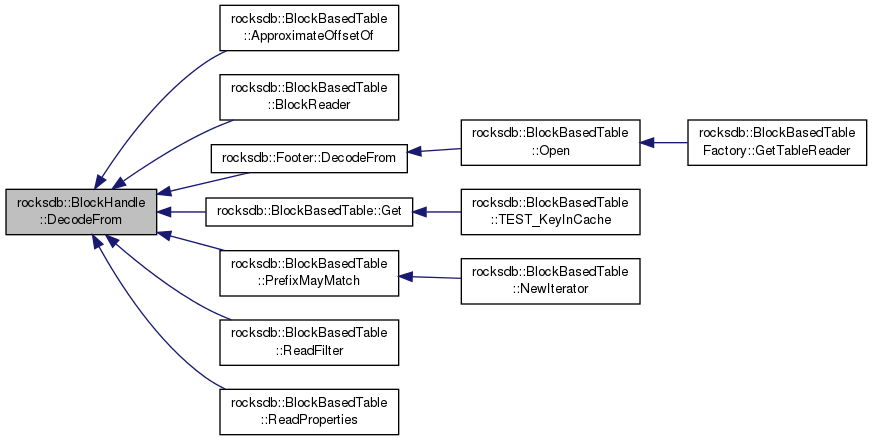 rocksdb::BlockBasedTable
::ApproximateOffsetOf
rocksdb::BlockBasedTable
::BlockReader
rocksdb::Footer::DecodeFrom
rocksdb::BlockBasedTable
::Open
rocksdb::BlockBasedTable
Factory::GetTableReader
rocksdb::BlockHandle
::DecodeFrom
rocksdb::BlockBasedTable::Get
rocksdb::BlockBasedTable
::TEST_KeyInCache
rocksdb::BlockBasedTable
::PrefixMayMatch
rocksdb::BlockBasedTable
::NewIterator
rocksdb::BlockBasedTable
::ReadFilter
rocksdb::BlockBasedTable
::ReadProperties